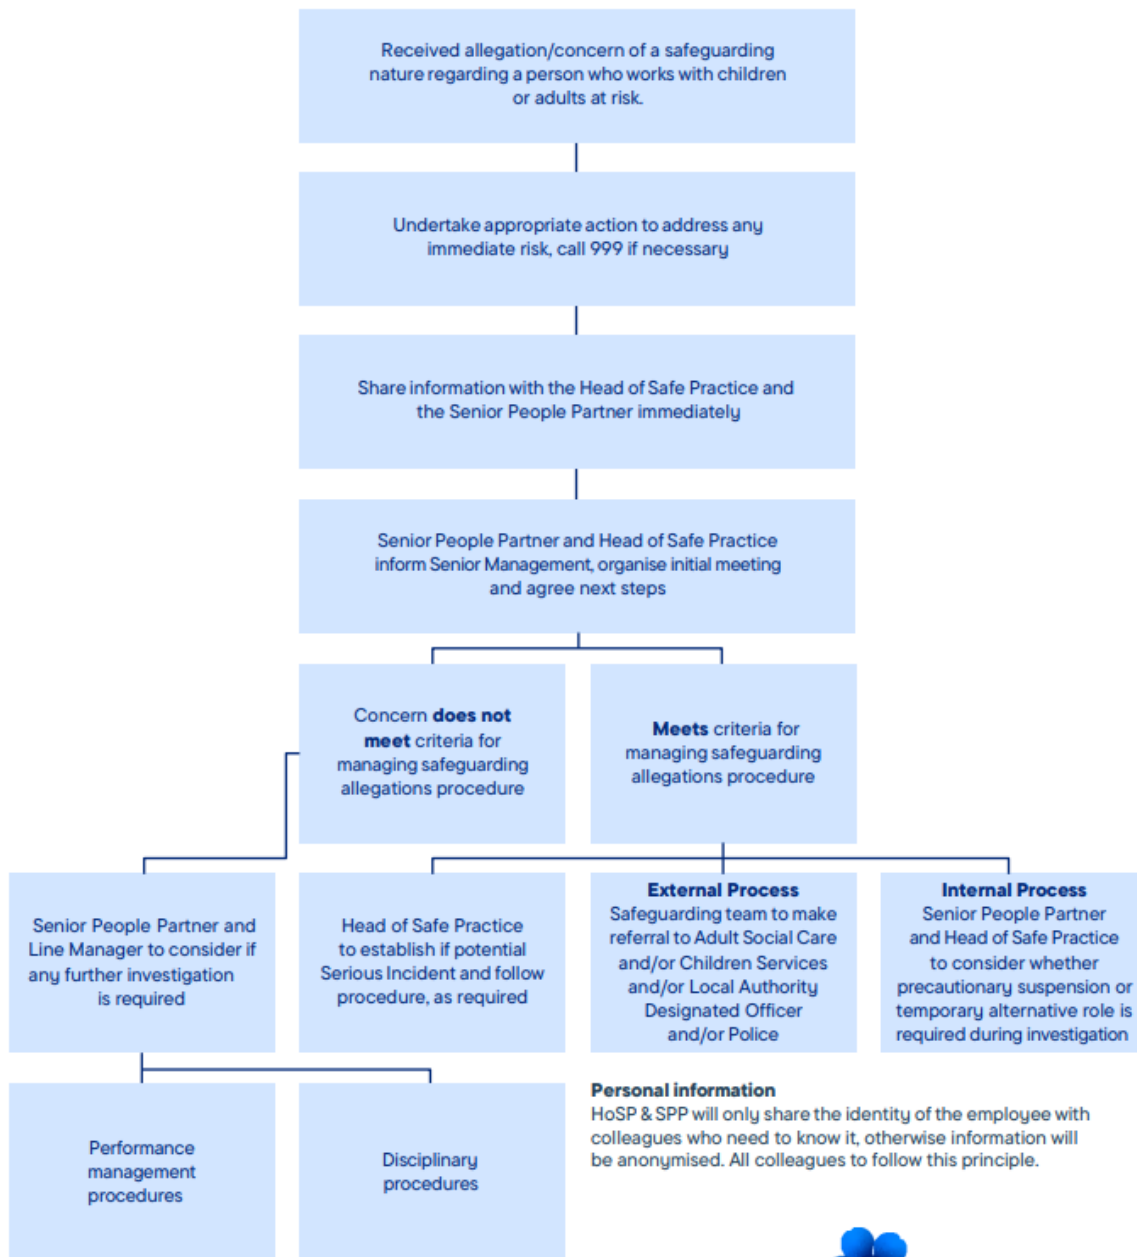 Received allegation/concern of a safeguarding
nature regarding a person who works with children
or adults at risk.
Undertake appropriate action to address any
immediate risk, call 999 if necessary
Share information with the Head of Safe Practice and
the Senior People Partner immediately
Senior People Partner and Head of Safe Practice
inform Senior Management, organise initial meeting
and agree next steps
Concern does not
meet criteria for
managing safeguarding
allegations procedure
Meets criteria for
managing safeguarding
allegations procedure
Senior People Partner and
Line Manager to consider if
any further investigation
is required
Head of Safe Practice
to establish if potential
Serious Incident and follow
procedure, as required
External Process
Safeguarding team to make
referral to Adult Social Care
and/or Children Services
and/or Local Authority
Designated Officer
and/or Police
Internal Process
Senior People Partner
and Head of Safe Practice
to consider whether
precautionary suspension or
temporary alternative role is
required during investigation
Performance
management
procedures
Disciplinary
procedures
Personal information
HoSP & SPP will only share the identity of the employee with
colleagues who need to know it, otherwise information will
be anonymised. All colleagues to follow this principle.